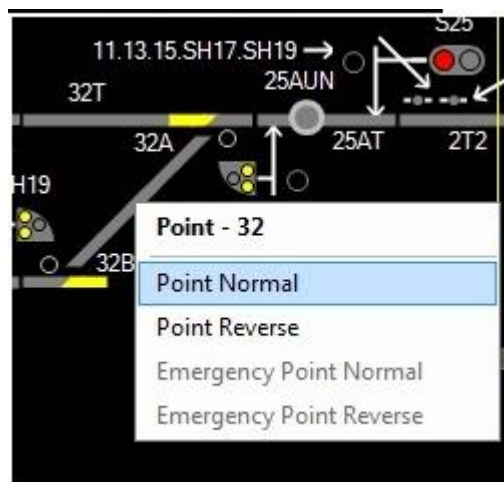 S25
11.13.15.SH17.SH19
25AUN
32T
32A
25AT
2T2
H19
32B
Point - 32
Point Normal
Point Reverse
Emergency Point Normal
Emergency Point Reverse